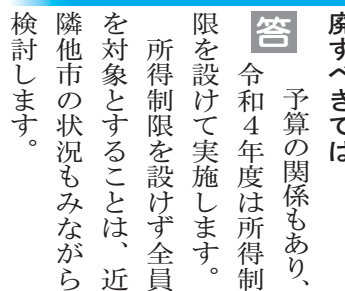 廃すべきでは
答
予算の関係もあり、
令和４年度は所得制
限を設けて実施します。
所得制限を設けず全員
を対象とすることは、近
隣他市の状況もみながら
検討します。